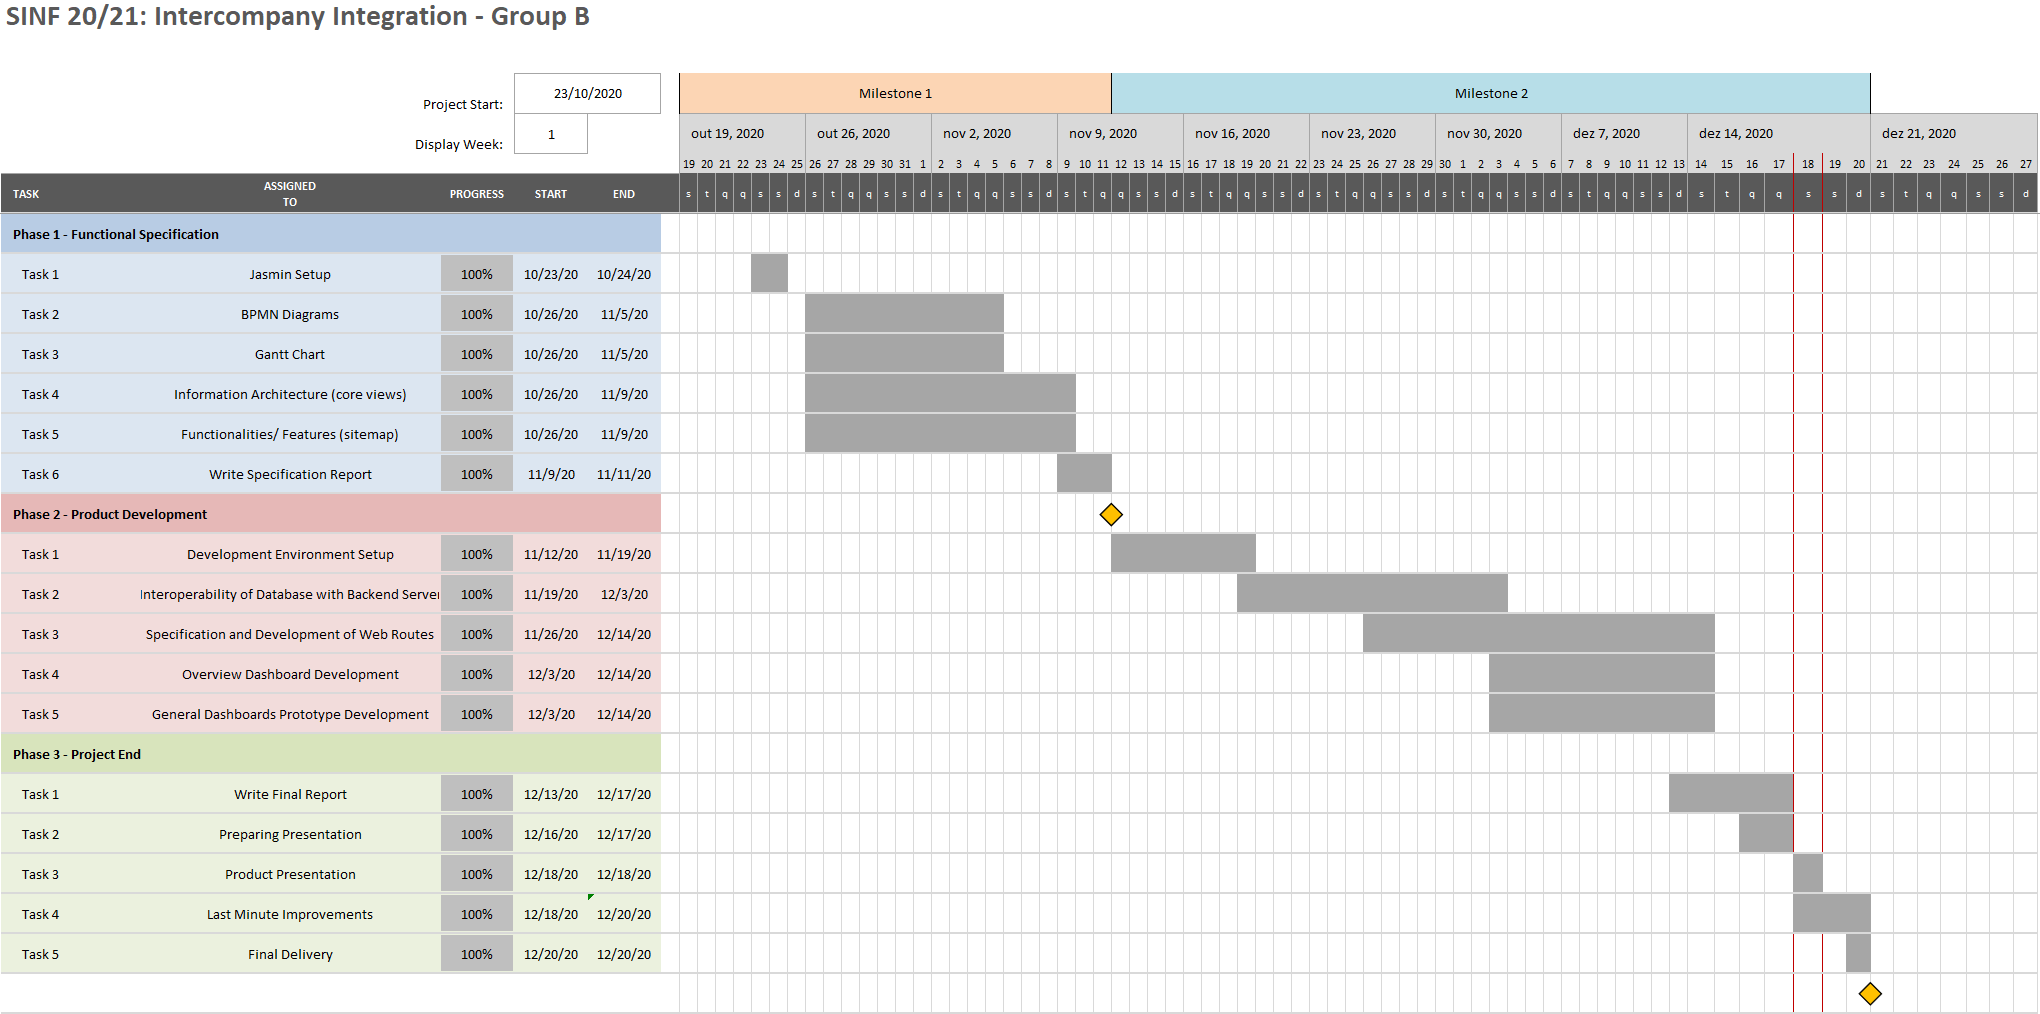 SINF 20/21: Intercompany Integration - Group B
Project Start: 23/10/2020 Milestone 1 Milestone 2
Display Week: 1 out 19, 2020 out 26, 2020 nov 2, 2020 nov 9, 2020 nov 16, 2020 nov 23, 2020 nov 30, 2020 dez 7, 2020 dez 14, 2020 dez 21, 2020
19 20 21 22 23 24 25 26 27 28 29 30 31 1 2 3 4 5 6 7 8 9 10 11 12 13 14 15 16 17 18 19 20 21 22 23 24 25 26 27 28 29 30 1 2 3 4 5 6 7 8 9 10 11 12 13 14 15 16 17 18 19 20 21 22 23 24 25 26 27
TASK ASSIGNED TO PROGRESS START END s t q q s s d s t q q s s d s t q q s s d s t q q s s d s t q q s s d s t q q s s d s t q q s s d s t q q s s d s t q q s s d s t q q s s d
Phase 1 - Functional Specification
Task 1 Jasmin Setup 100% 10/23/20 10/24/20
Task 2 BPMN Diagrams 100% 10/26/20 11/5/20
Task 3 Gantt Chart 100% 10/26/20 11/5/20
Task 4 Information Architecture (core views) 100% 10/26/20 11/9/20
Task 5 Functionalities/ Features (sitemap) 100% 10/26/20 11/9/20
Task 6 Write Specification Report 100% 11/9/20 11/11/20
Phase 2 - Product Development
Task 1 Development Environment Setup 100% 11/12/20 11/19/20
Task 2 Interoperability of Database with Backend Server 100% 11/19/20 12/3/20
Task 3 Specification and Development of Web Routes 100% 11/26/20 12/14/20
Task 4 Overview Dashboard Development 100% 12/3/20 12/14/20
Task 5 General Dashboards Prototype Development 100% 12/3/20 12/14/20
Phase 3 - Project End
Task 1 Write Final Report 100% 12/13/20 12/17/20
Task 2 Preparing Presentation 100% 12/16/20 12/17/20
Task 3 Product Presentation 100% 12/18/20 12/18/20
Task 4 Last Minute Improvements 100% 12/18/20 12/20/20
Task 5 Final Delivery 100% 12/20/20 12/20/20